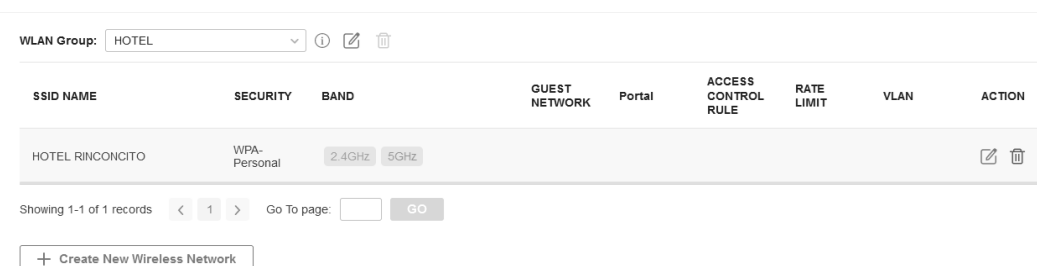 WLAN Group: HOTEL
SSID NAME SECURITY BAND GUEST NETWORK Portal ACCESS CONTROL RULE RATE LIMIT VLAN ACTION
HOTEL RINCONCITO WPA-Personal 2.4GHz 5GHz
Showing 1-1 of 1 records < 1 > Go To page: GO
+ Create New Wireless Network